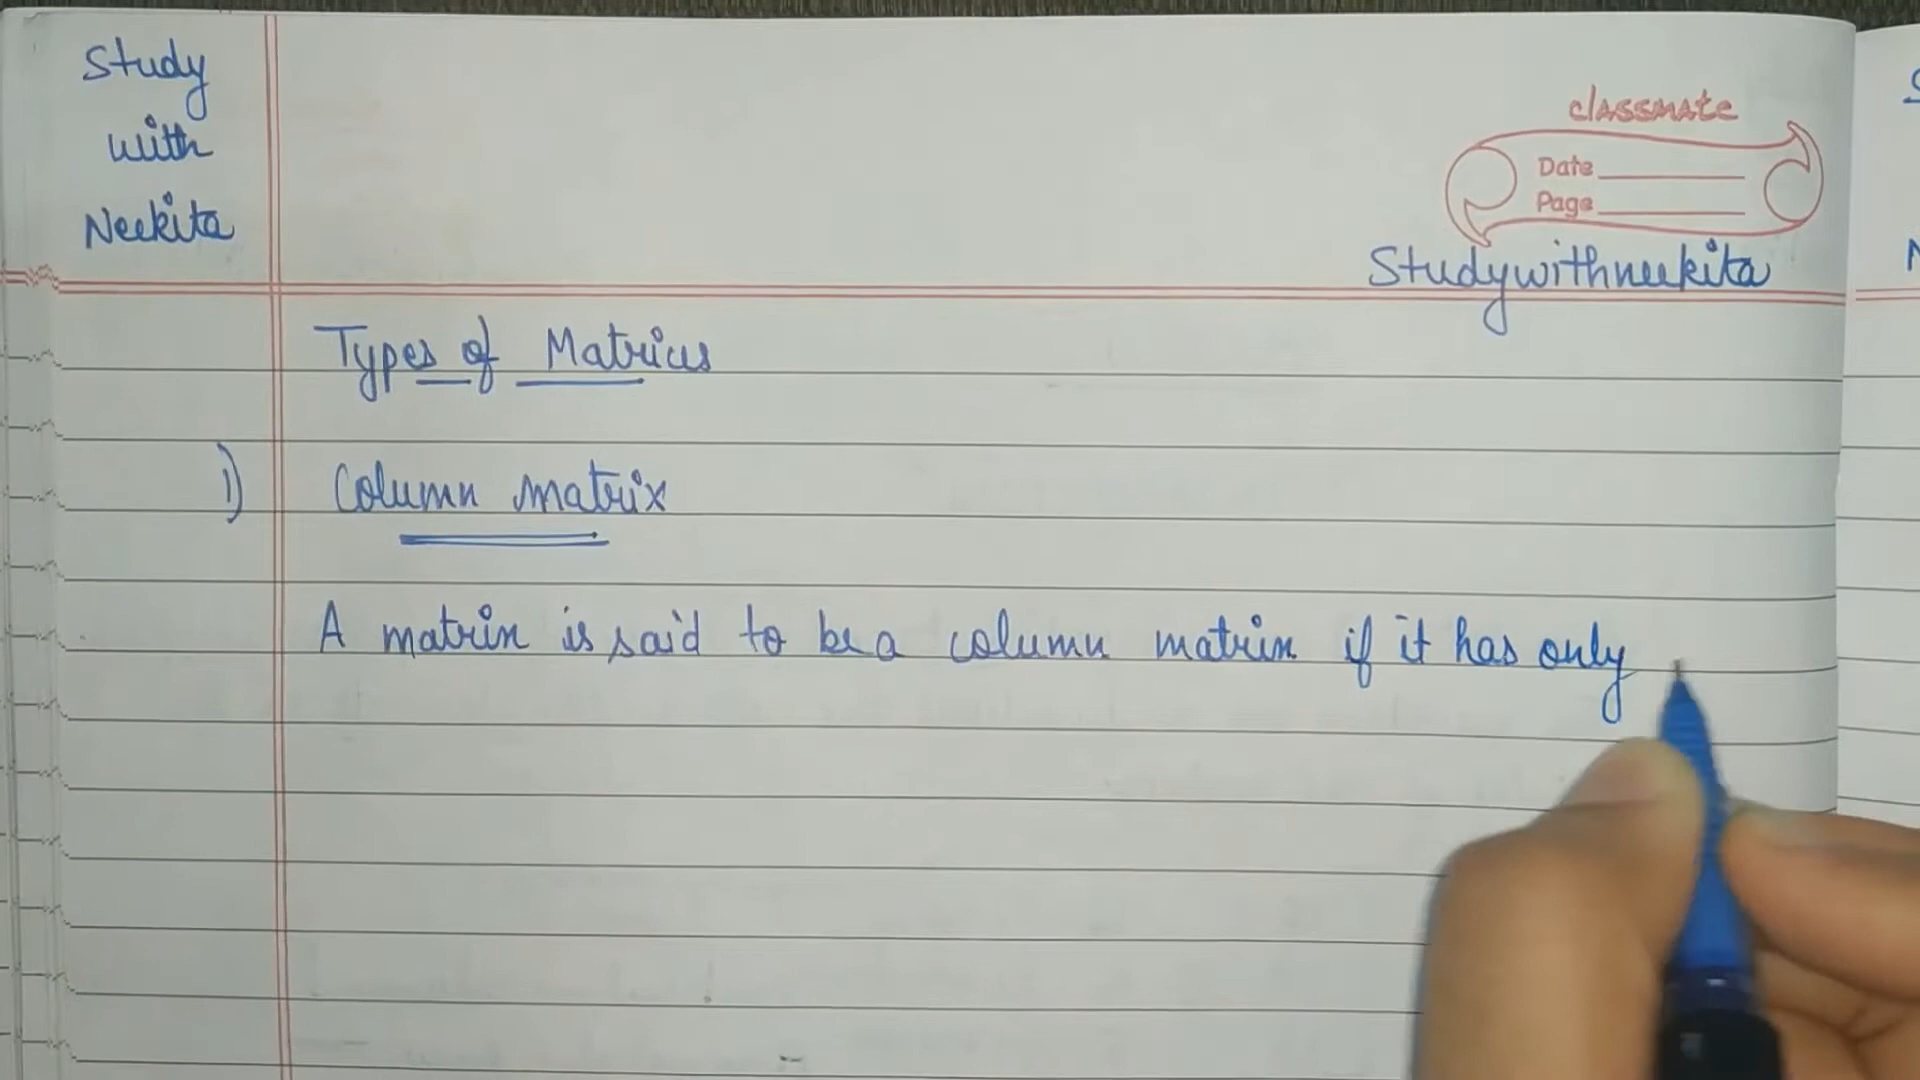 Study
with
Neekita
classmate
Date
Page
Studywithneekita
Types of Matrices
1) Column matrix
A matrix is said to be a column matrix if it has only